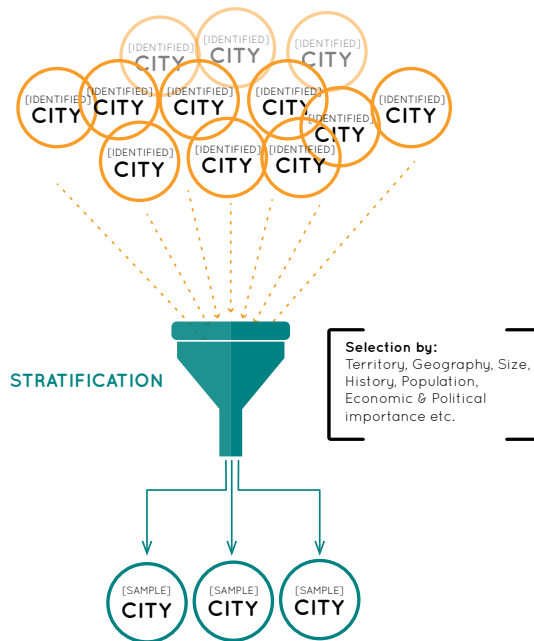 [IDENTIFIED]
CITY
[IDENTIFIED]
CITY
[IDENTIFIED]
CITY
[IDENTIFIED]
CITY
[IDENTIFIED]
CITY
[IDENTIFIED]
CITY
[IDENTIFIED]
CITY
[IDENTIFIED]
CITY
[IDENTIFIED]
CITY
[IDENTIFIED]
CITY
[IDENTIFIED]
CITY
[IDENTIFIED]
CITY
STRATIFICATION
Selection by:
Territory, Geography, Size,
History, Population,
Economic & Political
importance etc.
[SAMPLE]
CITY
[SAMPLE]
CITY
[SAMPLE]
CITY